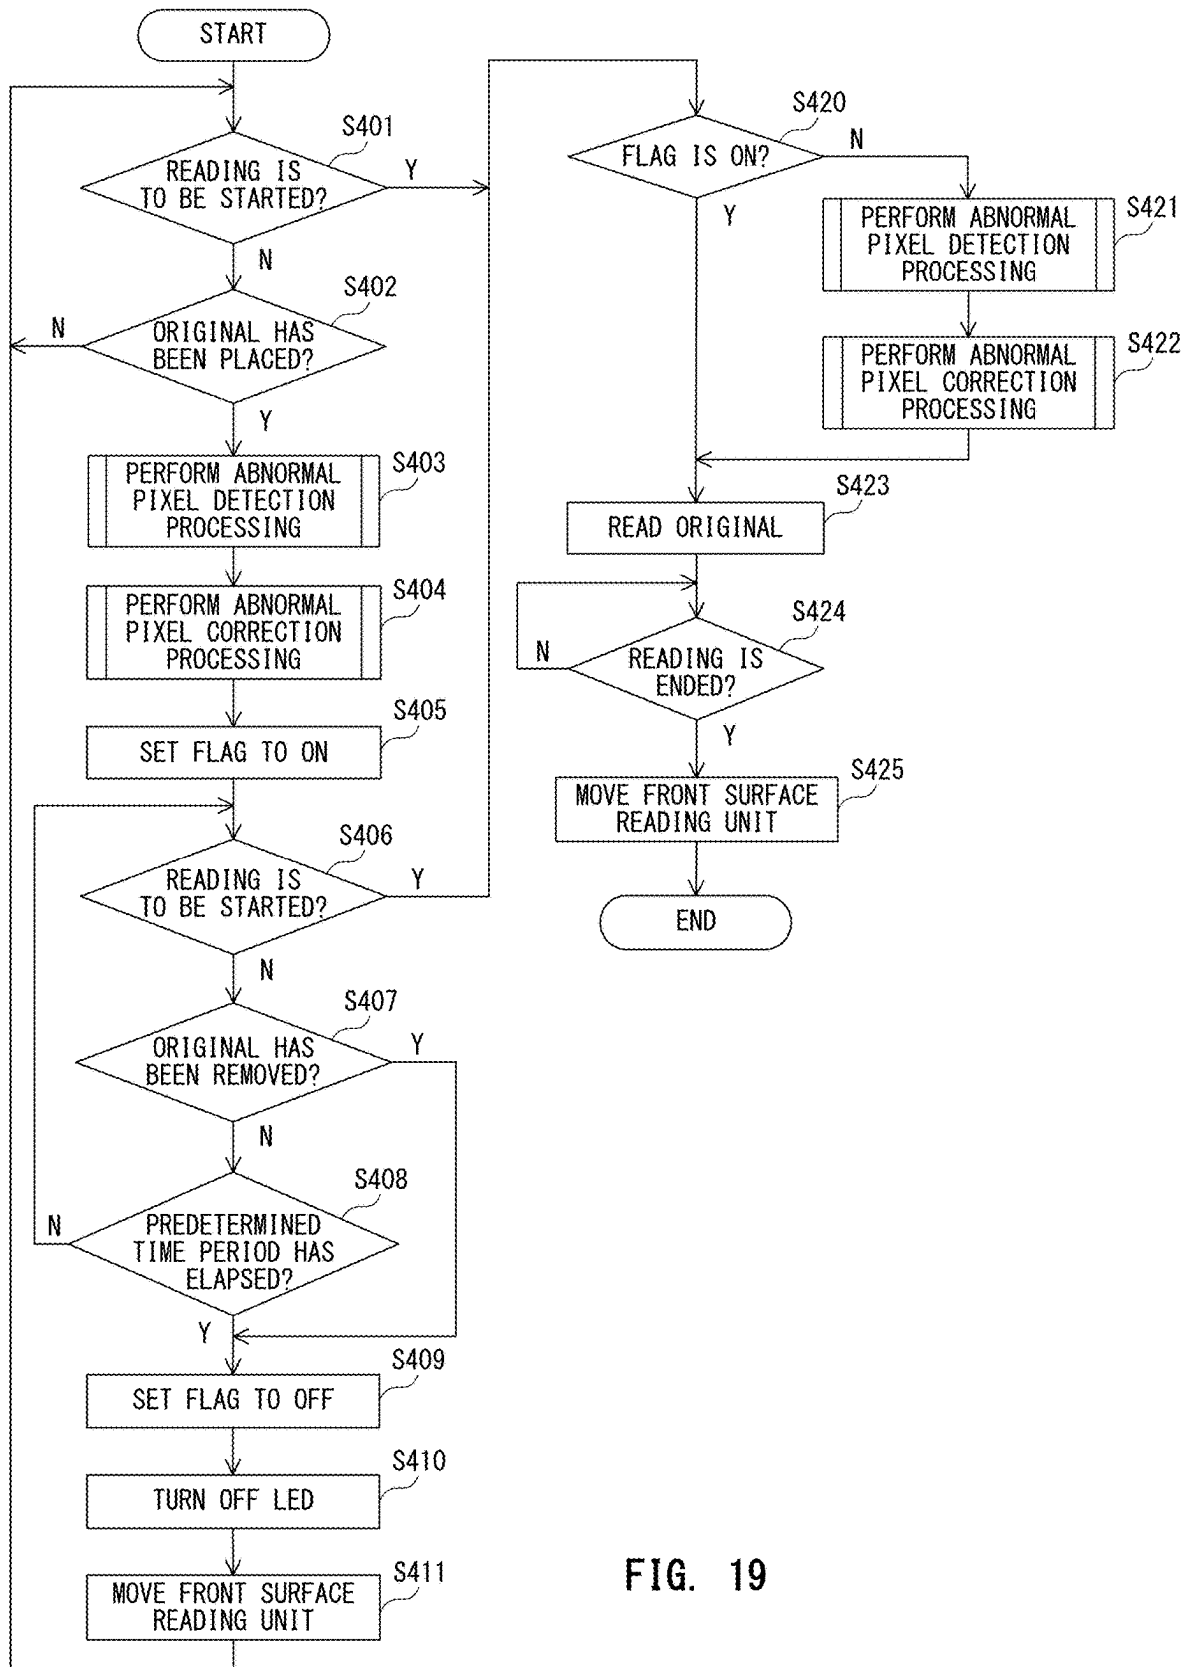 START
S401
READING IS
TO BE STARTED?
Y
N
S402
ORIGINAL HAS
BEEN PLACED?
N
Y
S403
PERFORM ABNORMAL
PIXEL DETECTION
PROCESSING
S404
PERFORM ABNORMAL
PIXEL CORRECTION
PROCESSING
S405
SET FLAG TO ON
S406
READING IS
TO BE STARTED?
Y
N
S407
ORIGINAL HAS
BEEN REMOVED?
Y
N
S408
PREDETERMINED
TIME PERIOD HAS
ELAPSED?
N
Y
S409
SET FLAG TO OFF
S410
TURN OFF LED
S411
MOVE FRONT SURFACE
READING UNIT
S420
FLAG IS ON?
N
Y
S421
PERFORM ABNORMAL
PIXEL DETECTION
PROCESSING
S422
PERFORM ABNORMAL
PIXEL CORRECTION
PROCESSING
S423
READ ORIGINAL
S424
READING IS
ENDED?
N
Y
S425
MOVE FRONT SURFACE
READING UNIT
END
FIG. 19